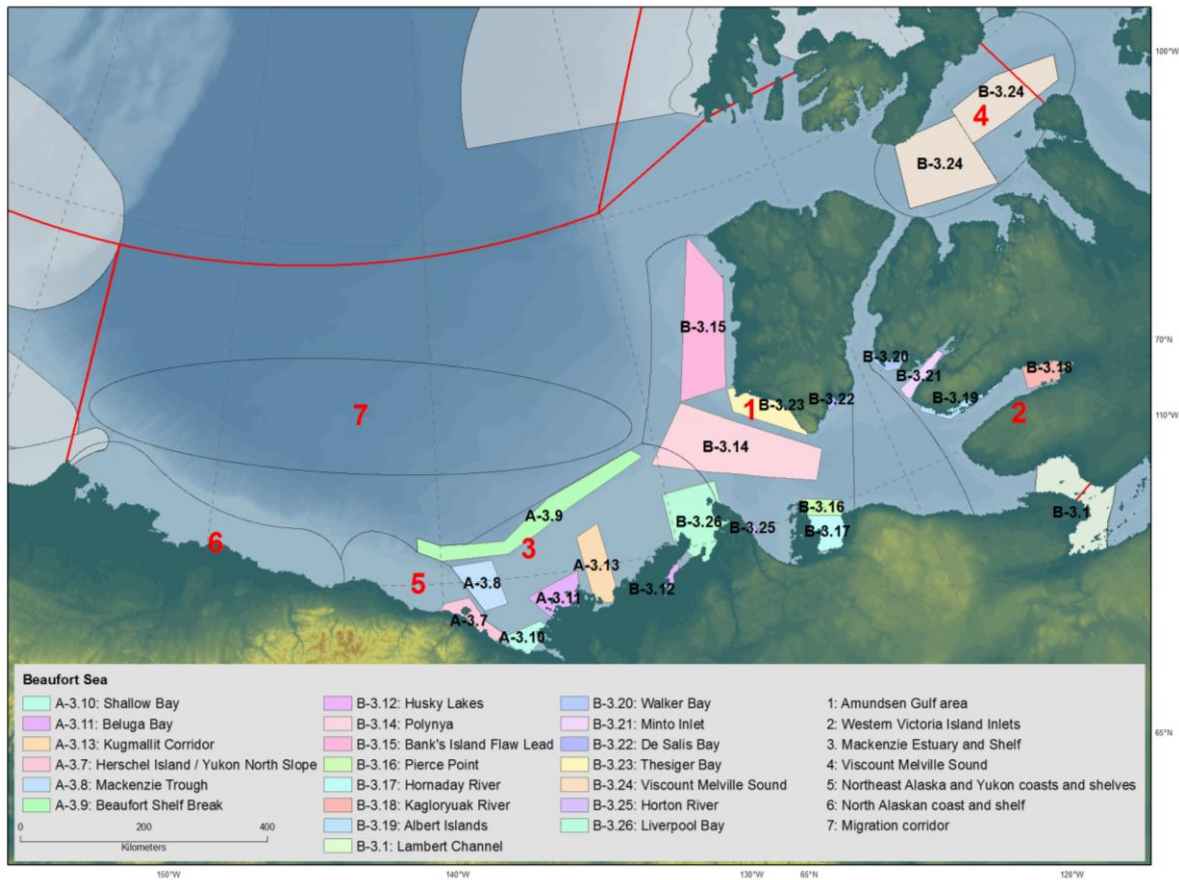 100°W
B-3.24
4
B-3.24
B-3.15
70°N
B-3.20
B-3.18
B-3.21
7
1
B-3.23
B-3.22
B-3.19
2
110°W
B-3.14
A-3.9
B-3.26
B-3.16
B-3.1
B-3.25
B-3.17
6
3
A-3.13
5
A-3.8
B-3.12
A-3.11
A-3.7
A-3.10
Beaufort Sea
A-3.10: Shallow Bay
A-3.11: Beluga Bay
A-3.13: Kugmallit Corridor
A-3.7: Herschel Island / Yukon North Slope
A-3.8: Mackenzie Trough
A-3.9: Beaufort Shelf Break
0 200 400
Kilometers
B-3.12: Husky Lakes
B-3.14: Polynya
B-3.15: Bank's Island Flaw Lead
B-3.16: Pierce Point
B-3.17: Hornaday River
B-3.18: Kagloryuak River
B-3.19: Albert Islands
B-3.1: Lambert Channel
B-3.20: Walker Bay
B-3.21: Minto Inlet
B-3.22: De Salis Bay
B-3.23: Thesiger Bay
B-3.24: Viscount Melville Sound
B-3.25: Horton River
B-3.26: Liverpool Bay
1: Amundsen Gulf area
2: Western Victoria Island Inlets
3. Mackenzie Estuary and Shelf
4: Viscount Melville Sound
5: Northeast Alaska and Yukon coasts and shelves
6: North Alaskan coast and shelf
7: Migration corridor
65°N
150°W
140°W
130°W
65°N
120°W